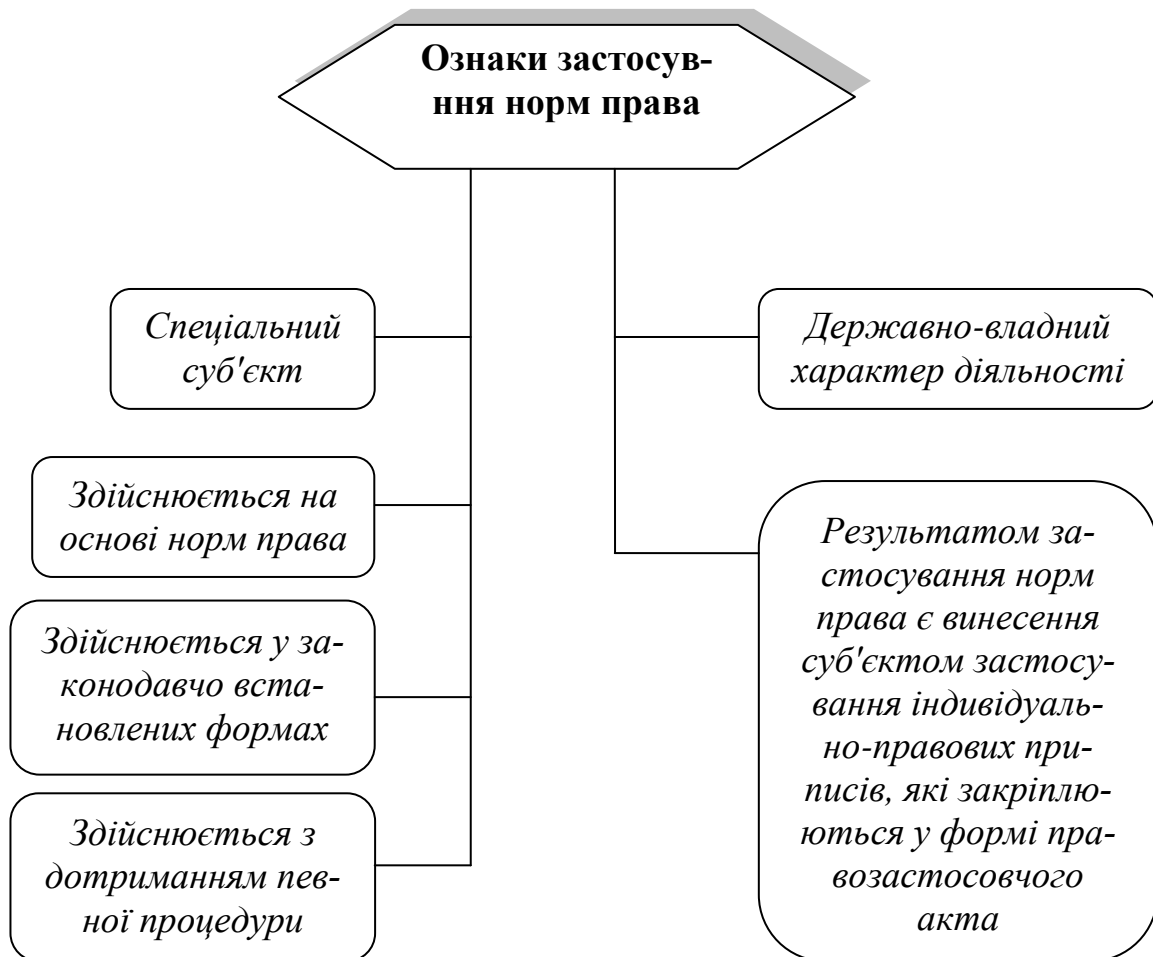 Ознаки застосув-
ння норм права
Спеціальний
суб'єкт
Здійснюється на
основі норм права
Здійснюється у за-
конодавчо вста-
новлених формах
Здійснюється з
дотриманням пев-
ної процедури
Державно-владний
характер діяльності
Результатом за-
стосування норм
права є винесення
суб'єктом застосу-
вання індивідуаль-
но-правових при-
писів, які закріплю-
ються у формі пра-
возастосовчого
акта